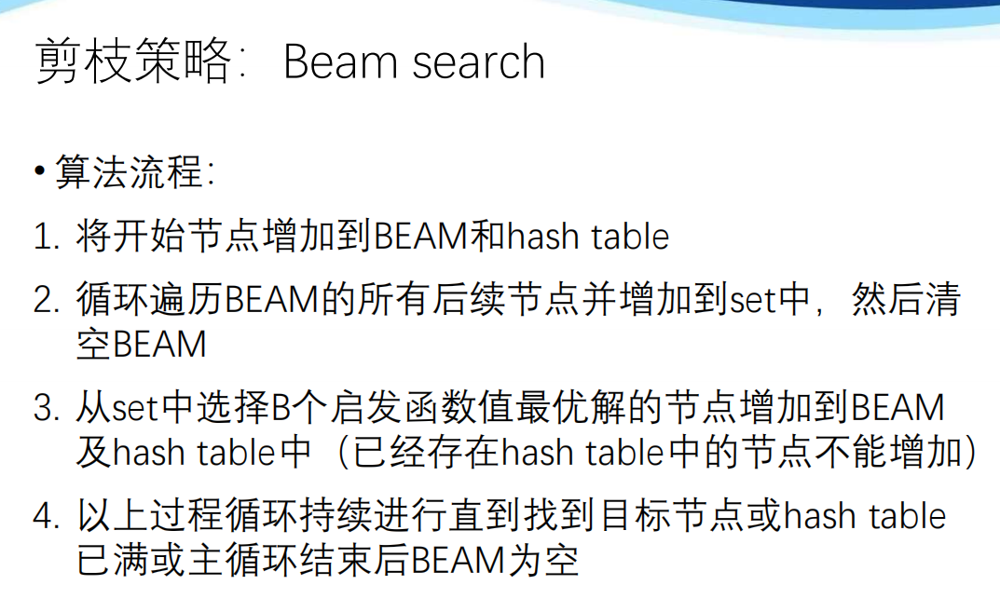 剪枝策略：Beam search
•算法流程：
1. 将开始节点增加到BEAM和hash table
2. 循环遍历BEAM的所有后续节点并增加到set中，然后清
空BEAM
3. 从set中选择B个启发函数值最优解的节点增加到BEAM
及hash table中（已经存在hash table中的节点不能增加）
4. 以上过程循环持续进行直到找到目标节点或hash table
已满或主循环结束后BEAM为空